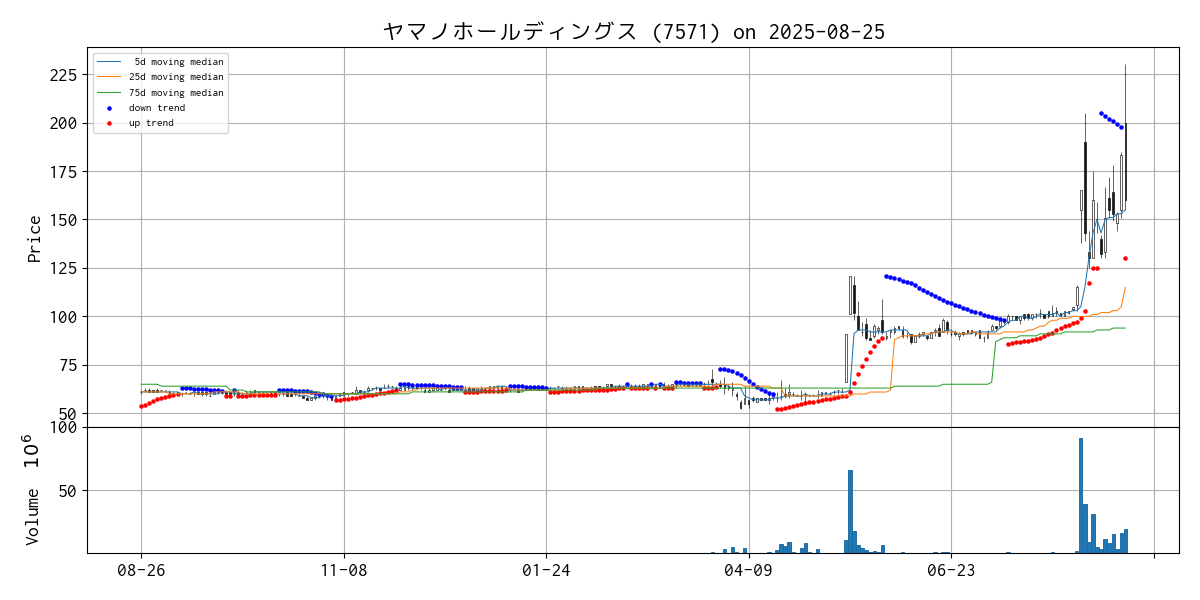 ヤマノホールディングス (7571) on 2025-08-25
5d moving median
25d moving median
75d moving median
down trend
up trend
Price
225
200
175
150
125
100
75
50
Volume 10^6
100
50
08-26
11-08
01-24
04-09
06-23